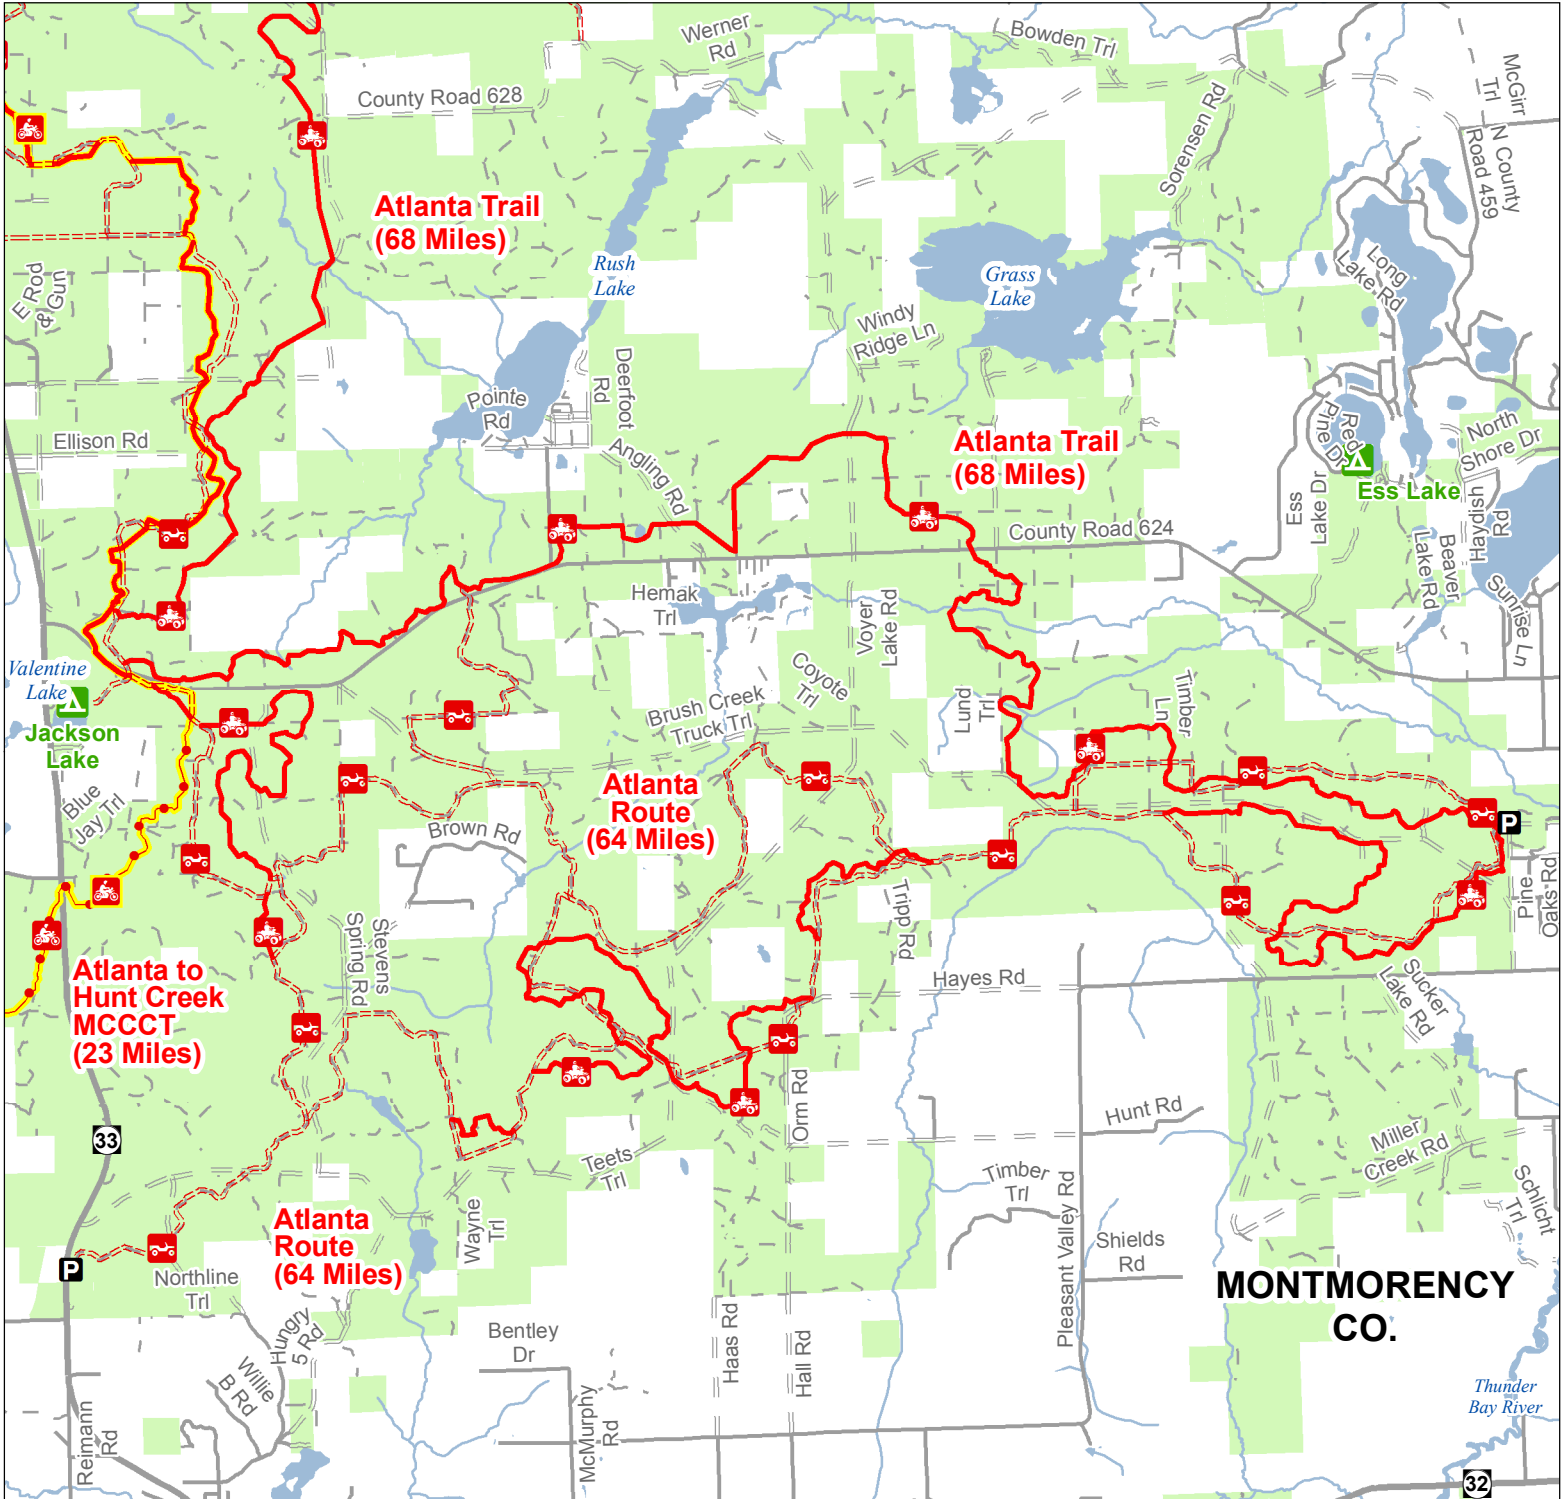 Werner
Rd
Bowden Trl
McGirr
Trl
County Road 628
Sorensen Rd
N County
Road 459
Atlanta Trail
(68 Miles)
Rush
Lake
Grass
Lake
Long
Lake Rd
E Rod
& Gun
Windy
Ridge Ln
Deerfoot
Rd
Pointe
Rd
Ellison Rd
Angling Rd
Atlanta Trail
(68 Miles)
Red
Pine Dr
North
Shore Dr
Ess Lake
Ess
Lake Dr
Haydish
Rd
County Road 624
Beaver
Lake Rd
Sunrise Ln
Hemak
Trl
Voyer
Lake Rd
Valentine
Lake
Jackson
Lake
Coyote
Trl
Brush Creek
Truck Trl
Lund
Trl
Timber
Ln
Blue
Jay Trl
Atlanta
Route
(64 Miles)
Brown Rd
P
Tripp Rd
Pine
Oaks Rd
Stevens
Spring Rd
Atlanta to
Hunt Creek
MCCCT
(23 Miles)
Hayes Rd
Sucker
Lake Rd
Orm Rd
Hunt Rd
33
Miller
Creek Rd
Teets
Trl
Timber
Trl
Pleasant Valley Rd
Schlicht
Trl
Wayne
Trl
Atlanta
Route
(64 Miles)
Shields
Rd
P
Northline
Trl
MONTMORENCY
CO.
Hungry
5 Rd
Bentley
Dr
Haas Rd
Hall Rd
Willie
B Rd
Thunder
Bay River
Reimann
Rd
McMurphy
Rd
32